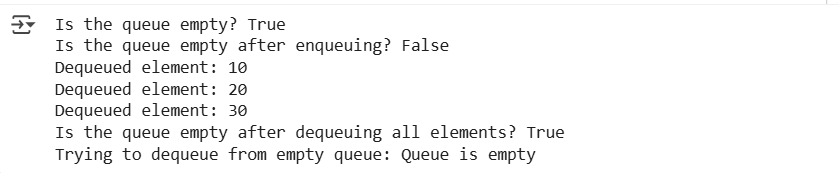 Is the queue empty? True
Is the queue empty after enqueuing? False
Dequeued element: 10
Dequeued element: 20
Dequeued element: 30
Is the queue empty after dequeuing all elements? True
Trying to dequeue from empty queue: Queue is empty